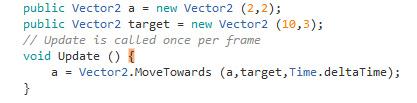 public Vector2 a = new Vector2 (2,2);
public Vector2 target = new Vector2 (10,3);
// Update is called once per frame
void Update () {
a = Vector2.MoveTowards (a,target,Time.deltaTime);
}